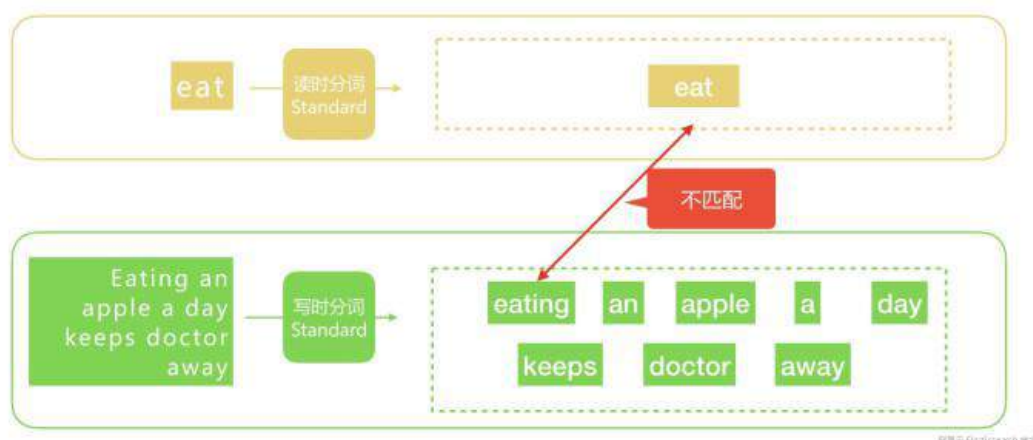 eat
读时分词
Standard
eat
不匹配
Eating an
apple a day
keeps doctor
away
写时分词
Standard
eating an apple a day
keeps doctor away